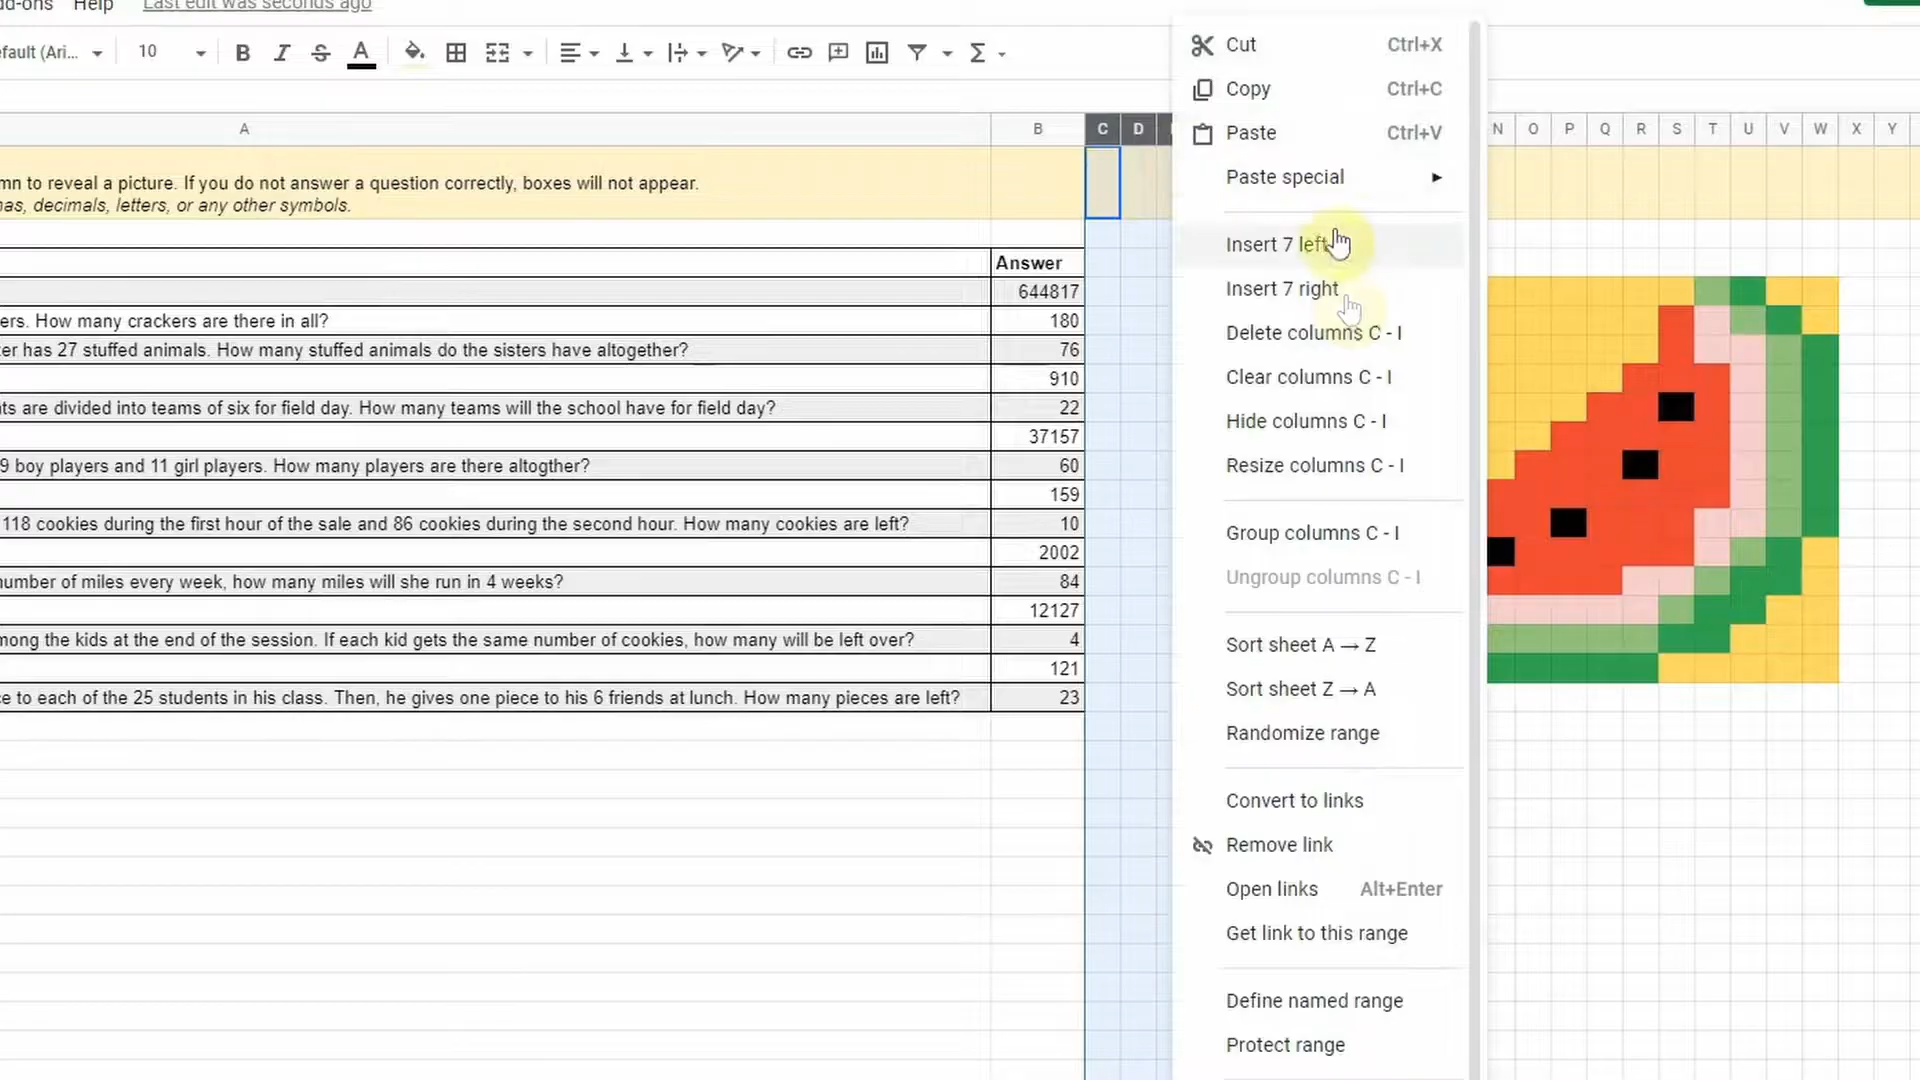 dd-ons Help Last edit was seconds ago
efault (Ari... 10
A B C D N O P Q R S T U V W X Y
mn to reveal a picture. If you do not answer a question correctly, boxes will not appear.
nas, decimals, letters, or any other symbols.
Answer
644817
ers. How many crackers are there in all? 180
ter has 27 stuffed animals. How many stuffed animals do the sisters have altogether? 76
910
nts are divided into teams of six for field day. How many teams will the school have for field day? 22
37157
9 boy players and 11 girl players. How many players are there altogther? 60
159
118 cookies during the first hour of the sale and 86 cookies during the second hour. How many cookies are left? 10
2002
number of miles every week, how many miles will she run in 4 weeks? 84
12127
mong the kids at the end of the session. If each kid gets the same number of cookies, how many will be left over? 4
121
ce to each of the 25 students in his class. Then, he gives one piece to his 6 friends at lunch. How many pieces are left? 23
Cut Ctrl+X
Copy Ctrl+C
Paste Ctrl+V
Paste special
Insert 7 left
Insert 7 right
Delete columns C - I
Clear columns C - I
Hide columns C - I
Resize columns C - I
Group columns C - I
Ungroup columns C - I
Sort sheet A → Z
Sort sheet Z → A
Randomize range
Convert to links
Remove link
Open links Alt+Enter
Get link to this range
Define named range
Protect range